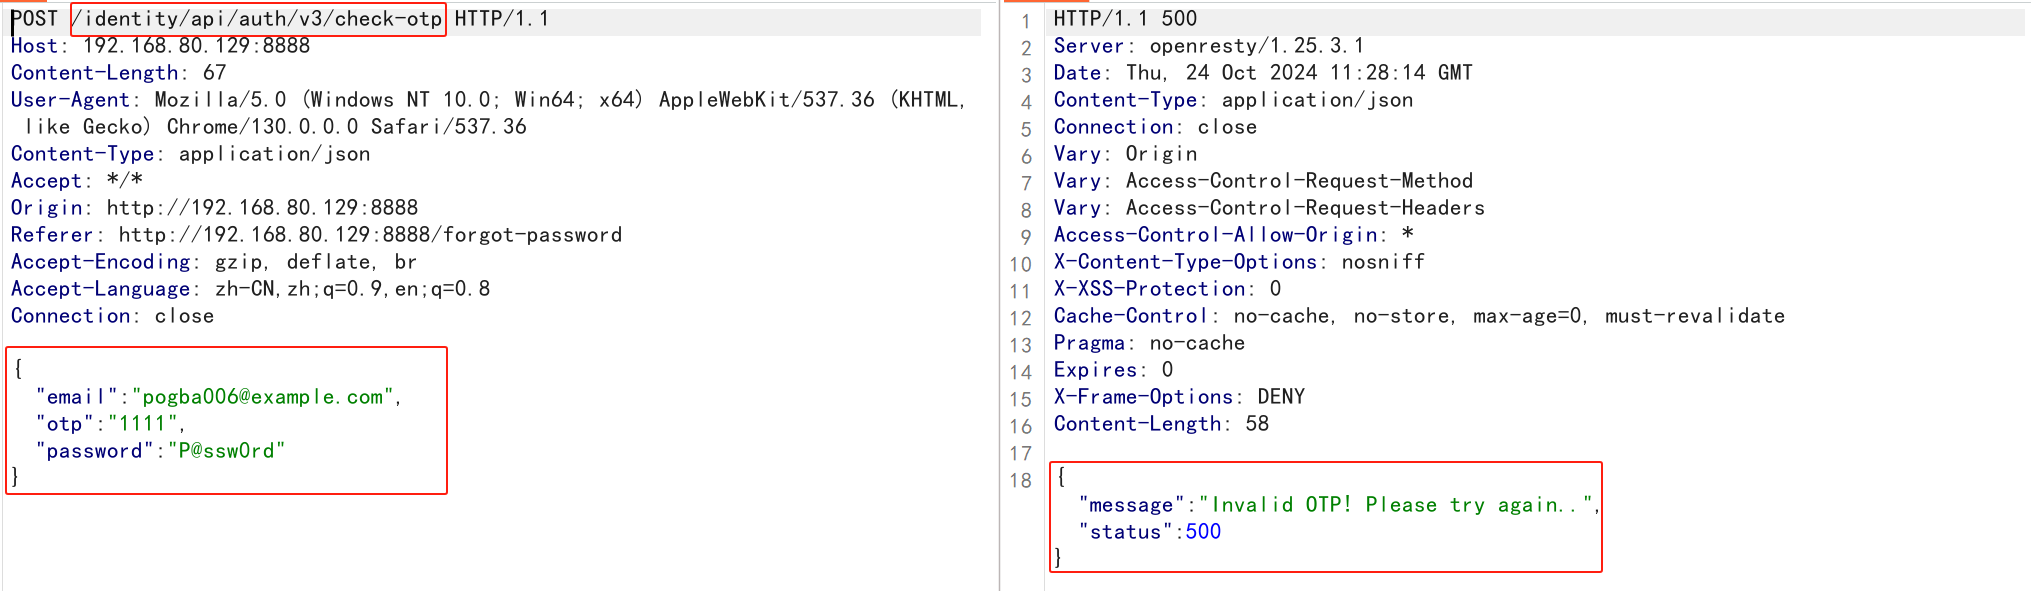 POST /identity/api/auth/v3/check-otp HTTP/1.1
Host: 192.168.80.129:8888
Content-Length: 67
User-Agent: Mozilla/5.0 (Windows NT 10.0; Win64; x64) AppleWebKit/537.36 (KHTML,
like Gecko) Chrome/130.0.0.0 Safari/537.36
Content-Type: application/json
Accept: */*
Origin: http://192.168.80.129:8888
Referer: http://192.168.80.129:8888/forgot-password
Accept-Encoding: gzip, deflate, br
Accept-Language: zh-CN,zh;q=0.9,en;q=0.8
Connection: close
{
"email":"pogba006@example.com",
"otp":"1111",
"password":"P@ssw0rd"
}
1 HTTP/1.1 500
2 Server: openresty/1.25.3.1
3 Date: Thu, 24 Oct 2024 11:28:14 GMT
4 Content-Type: application/json
5 Connection: close
6 Vary: Origin
7 Vary: Access-Control-Request-Method
8 Vary: Access-Control-Request-Headers
9 Access-Control-Allow-Origin: *
10 X-Content-Type-Options: nosniff
11 X-XSS-Protection: 0
12 Cache-Control: no-cache, no-store, max-age=0, must-revalidate
13 Pragma: no-cache
14 Expires: 0
15 X-Frame-Options: DENY
16 Content-Length: 58
17
18 {
"message":"Invalid OTP! Please try again..",
"status":500
}